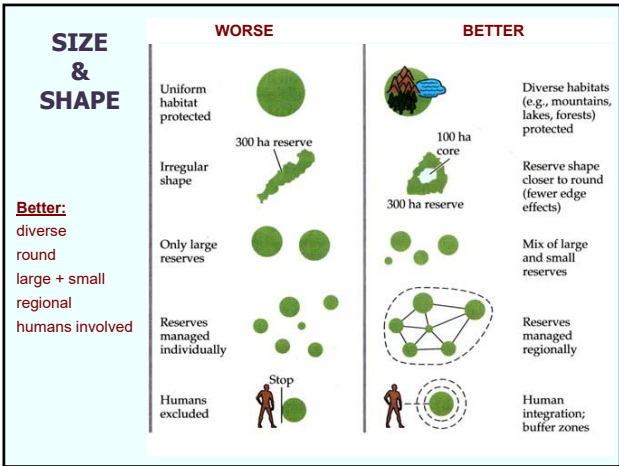 SIZE
&
SHAPE
Better:
diverse
round
large + small
regional
humans involved
WORSE
BETTER
Uniform
habitat
protected
Diverse habitats
(e.g., mountains,
lakes, forests)
protected
Irregular
shape
300 ha reserve
100 ha
core
300 ha reserve
Reserve shape
closer to round
(fewer edge
effects)
Only large
reserves
Mix of large
and small
reserves
Reserves
managed
individually
Reserves
managed
regionally
Humans
excluded
Stop
Human
integration;
buffer zones